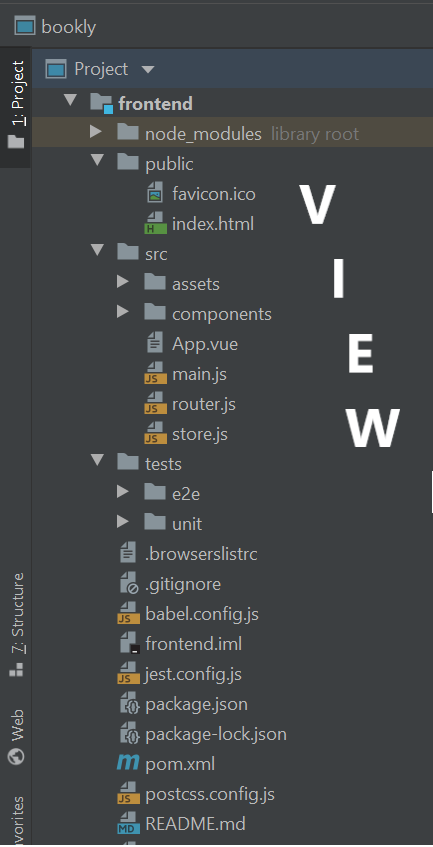 bookly
1: Project
Project
frontend
node_modules library root
public
favicon.ico
index.html
V
src
I
assets
components
App.vue
E
main.js
router.js
W
store.js
tests
e2e
unit
.browserslistrc
.gitignore
7: Structure
babel.config.js
frontend.iml
jest.config.js
package.json
Web
package-lock.json
pom.xml
postcss.config.js
README.md
avorites